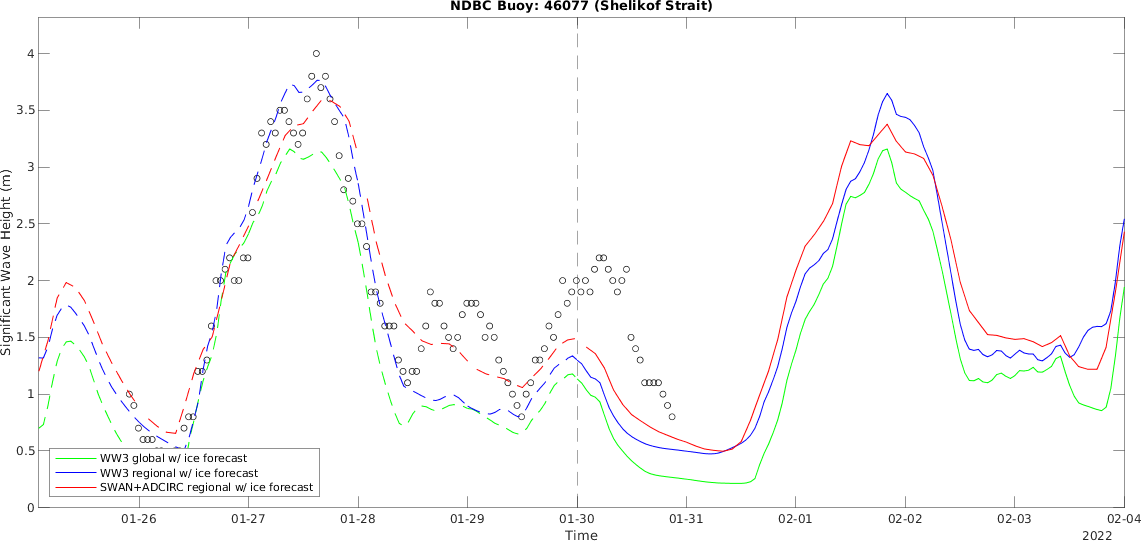 NDBC Buoy: 46077 (Shelikof Strait)
Significant Wave Height (m)
4
3.5
3
2.5
2
1.5
1
0.5
0
WW3 global w/ ice forecast
WW3 regional w/ ice forecast
SWAN+ADCIRC regional w/ ice forecast
01-26 01-27 01-28 01-29 01-30 01-31 02-01 02-02 02-03 02-04
Time
2022